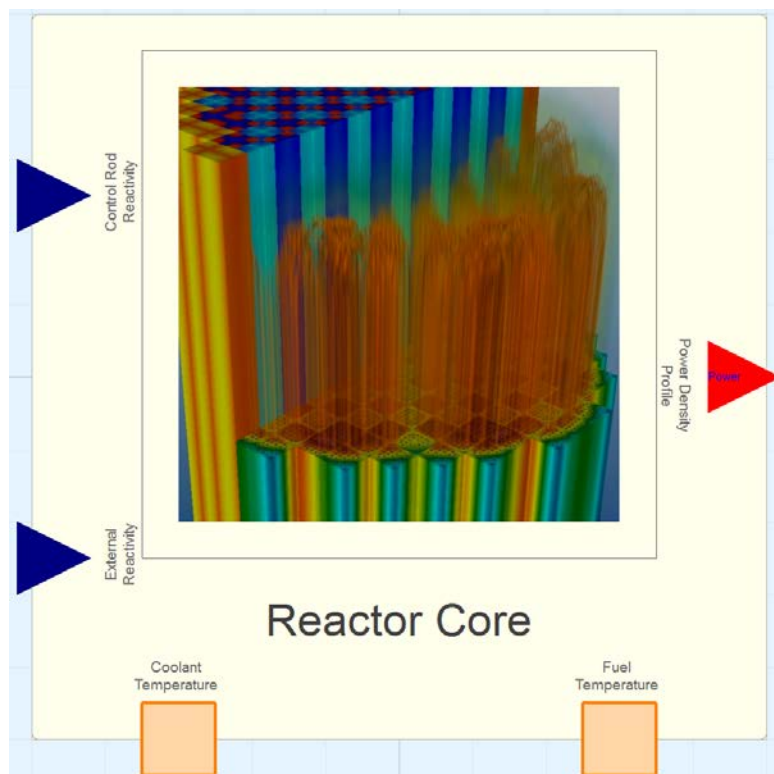 Control Rod
Reactivity
Power Density
Profile
Power
External
Reactivity
Reactor Core
Coolant
Temperature
Fuel
Temperature